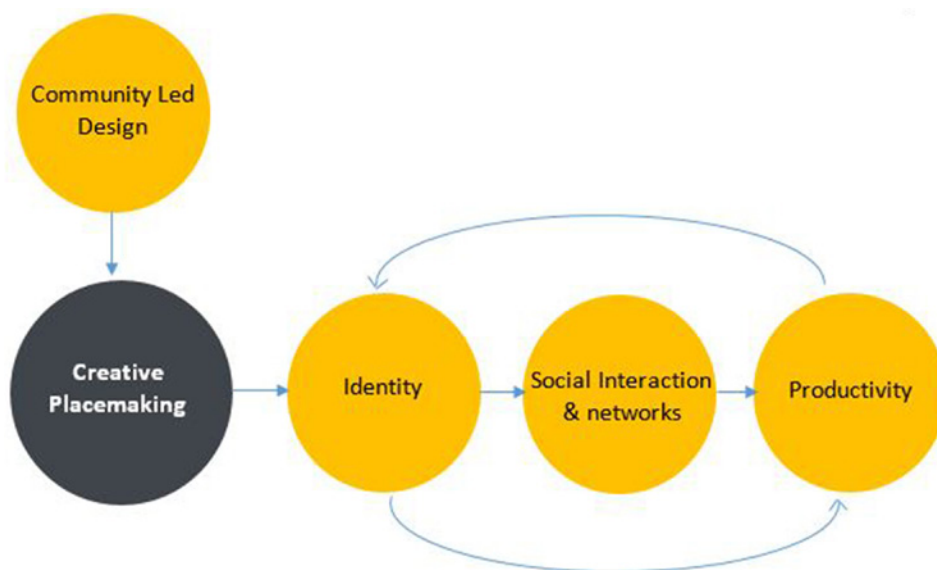 Community Led
Design
Creative
Placemaking
Identity
Social Interaction
& networks
Productivity